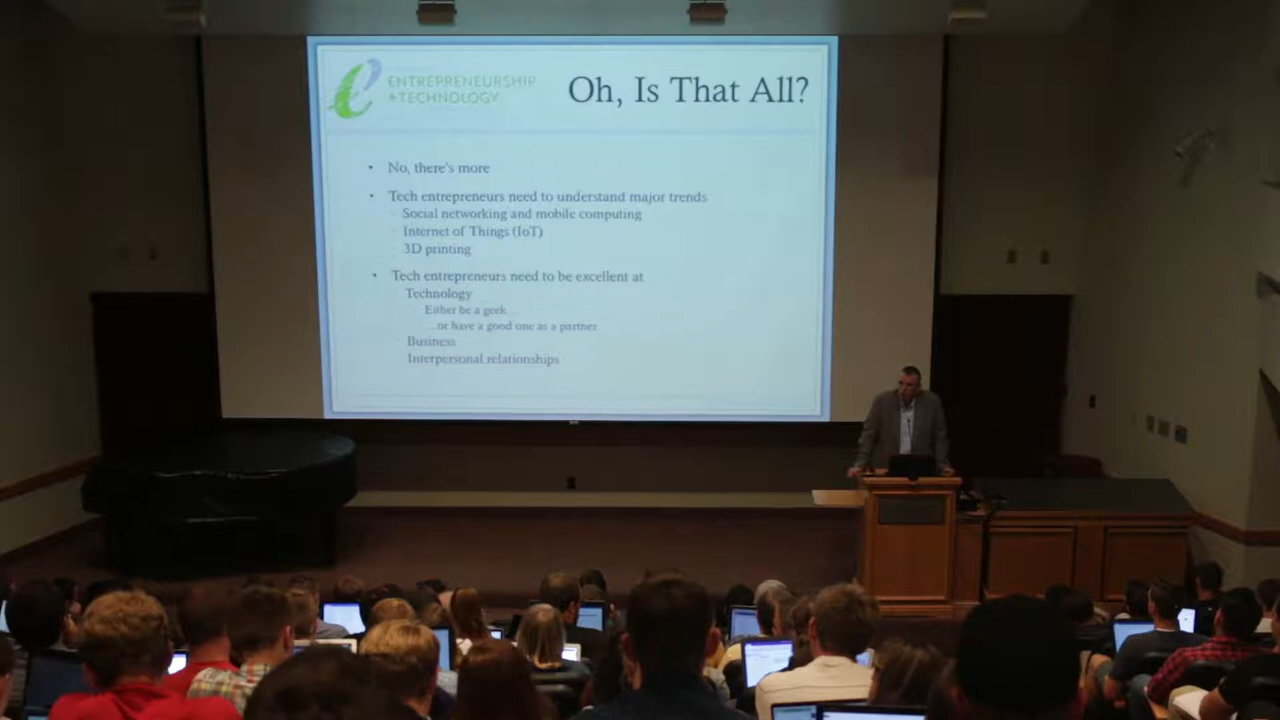 ENTREPRENEURSHIP
+TECHNOLOGY
Oh, Is That All?
• No, there's more
• Tech entrepreneurs need to understand major trends
Social networking and mobile computing
Internet of Things (IoT)
3D printing
• Tech entrepreneurs need to be excellent at
Technology
Either be a geek...
...or have a good one as a partner
Business
Interpersonal relationships